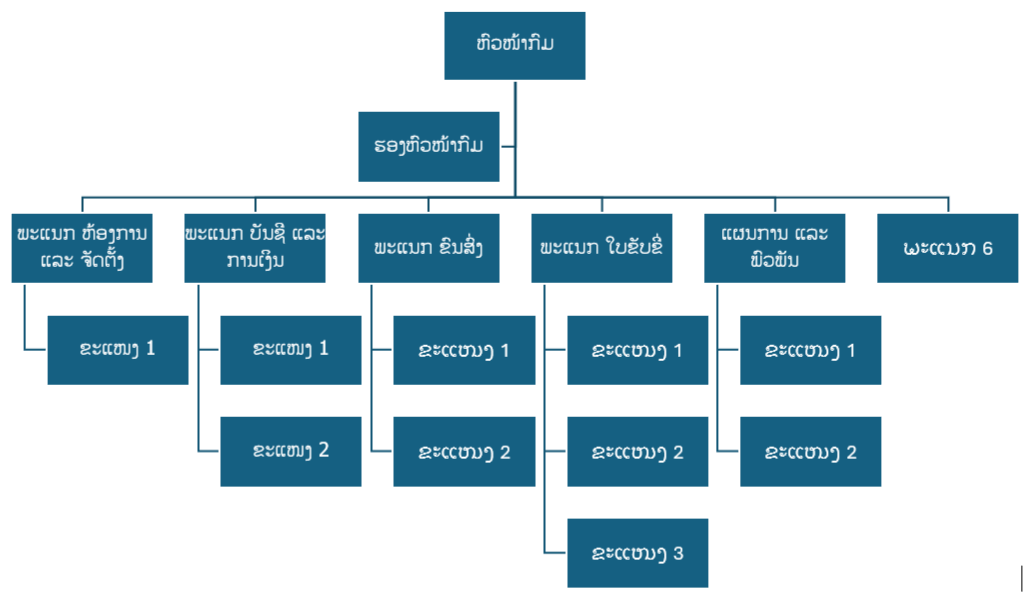 ຫົວໜ້າກົມ
ຮອງຫົວໜ້າກົມ
ພະແນກ ຫ້ອງການ
ແລະ ຈັດຕັ້ງ
ພະແນກ ບັນຊີ ແລະ
ການເງິນ
ພະແນກ ຂົນສົ່ງ
ພະແນກ ໃບຂັບຂີ່
ແຜນການ ແລະ
ພົວພັນ
ພະແນກ 6
ຂະແໜງ 1
ຂະແໜງ 1
ຂະແໜງ 1
ຂະແໜງ 1
ຂະແໜງ 1
ຂະແໜງ 2
ຂະແໜງ 2
ຂະແໜງ 2
ຂະແໜງ 2
ຂະແໜງ 3